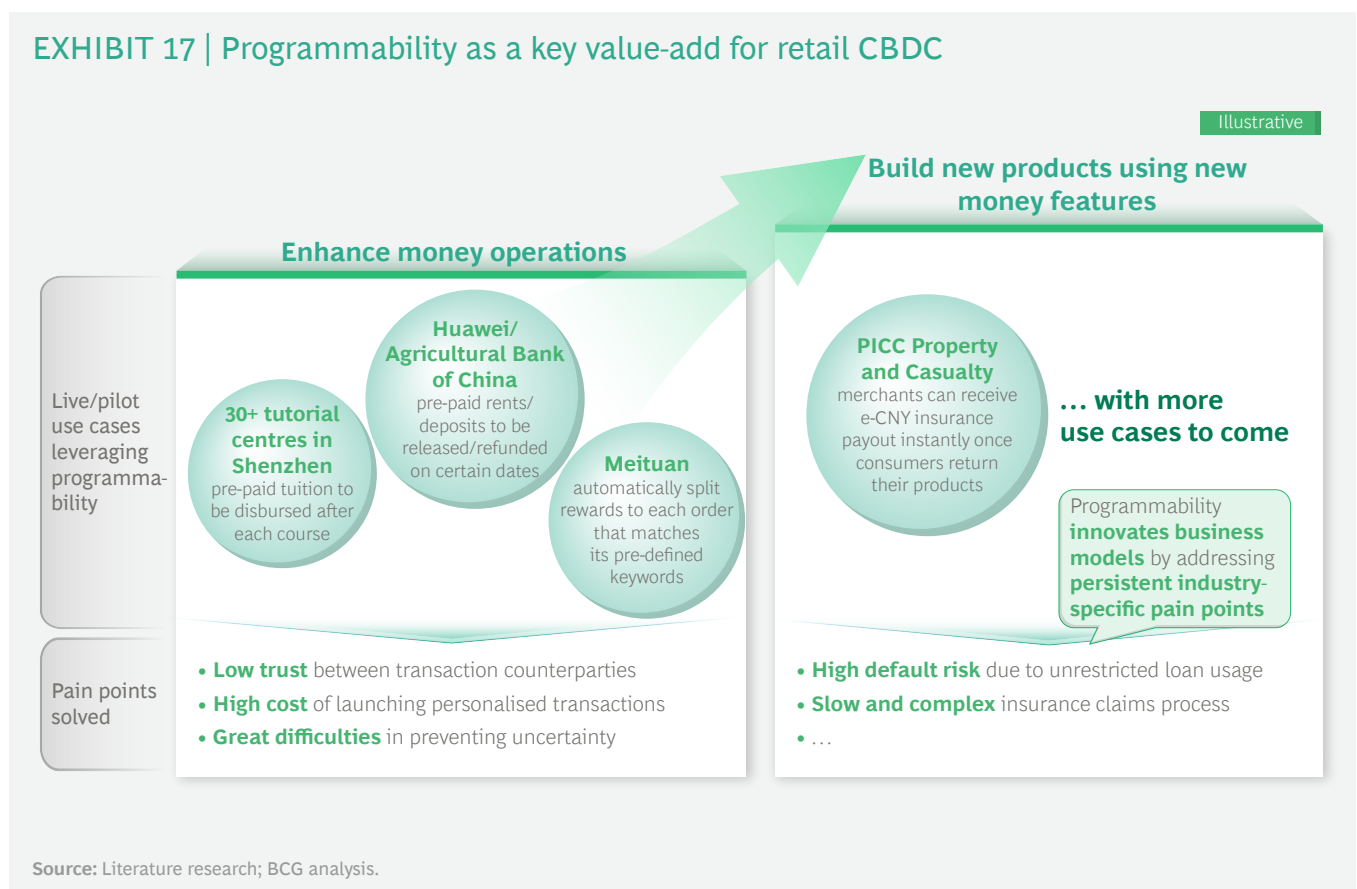 EXHIBIT 17 | Programmability as a key value-add for retail CBDC
Illustrative
Enhance money operations
Build new products using new
money features
Live/pilot
use cases
leveraging
programma-
bility
30+ tutorial
centres in
Shenzhen
pre-paid tuition to
be disbursed after
each course
Huawei/
Agricultural Bank
of China
pre-paid rents/
deposits to be
released/refunded
on certain dates
Meituan
automatically split
rewards to each order
that matches
its pre-defined
keywords
PICC Property
and Casualty
merchants can receive
e-CNY insurance
payout instantly once
consumers return
their products
… with more
use cases to come
Programmability
innovates business
models by addressing
persistent industry-
specific pain points
Pain points
solved
• Low trust between transaction counterparties
• High cost of launching personalised transactions
• Great difficulties in preventing uncertainty
• High default risk due to unrestricted loan usage
• Slow and complex insurance claims process
• …
Source: Literature research; BCG analysis.